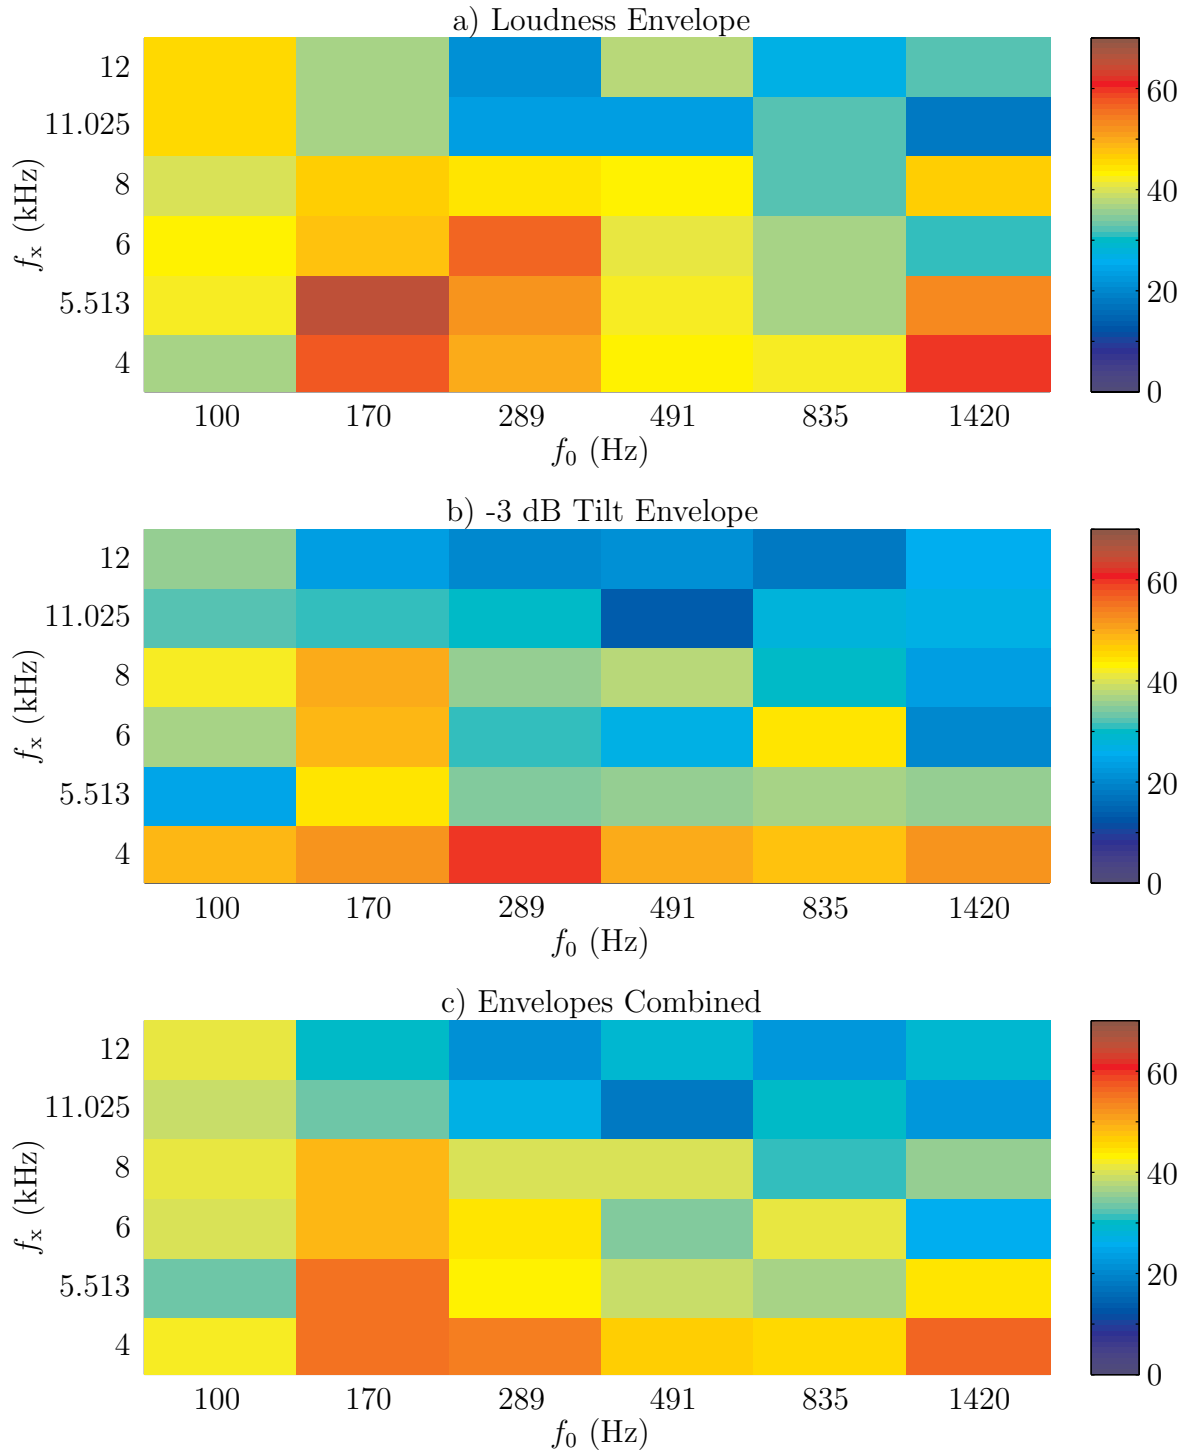 a) Loudness Envelope
12
11.025
8
6
5.513
4
f_x (kHz)
100 170 289 491 835 1420
f_0 (Hz)
60
40
20
0
b) -3 dB Tilt Envelope
12
11.025
8
6
5.513
4
f_x (kHz)
100 170 289 491 835 1420
f_0 (Hz)
60
40
20
0
c) Envelopes Combined
12
11.025
8
6
5.513
4
f_x (kHz)
100 170 289 491 835 1420
f_0 (Hz)
60
40
20
0